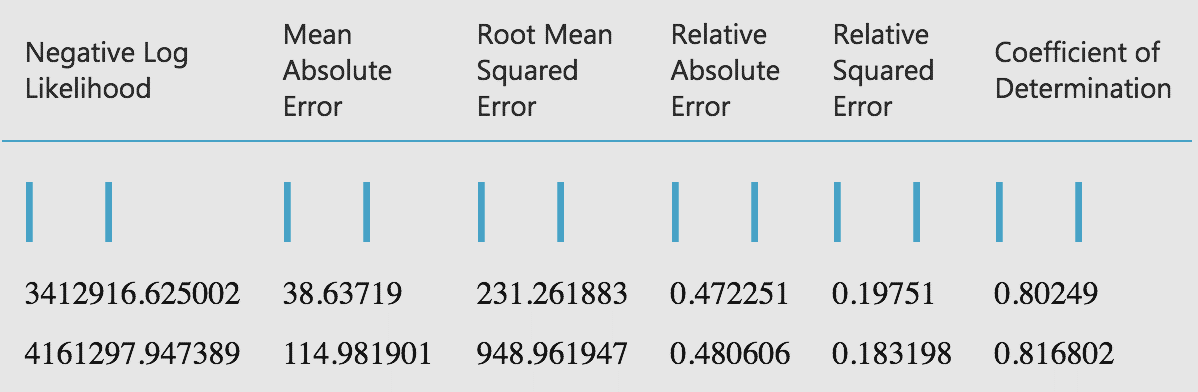 Negative Log Likelihood Mean Absolute Error Root Mean Squared Error Relative Absolute Error Relative Squared Error Coefficient of Determination
3412916.625002 38.63719 231.261883 0.472251 0.19751 0.80249
4161297.947389 114.981901 948.961947 0.480606 0.183198 0.816802